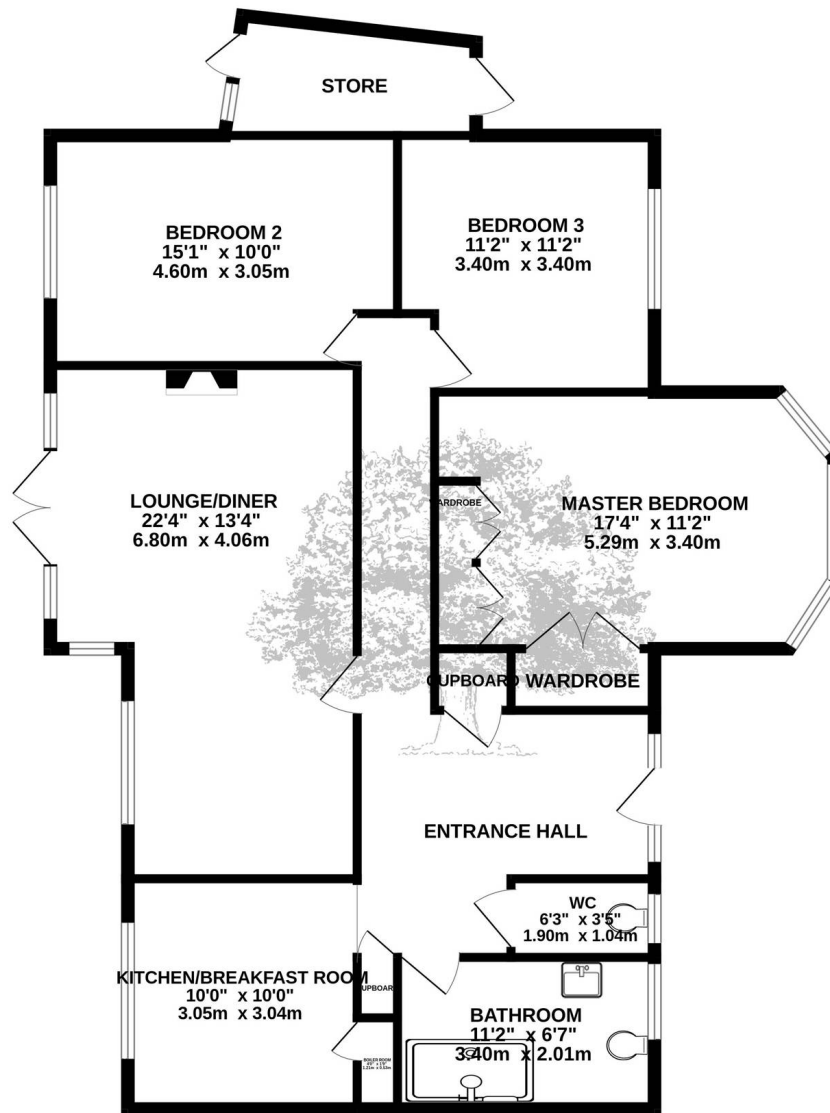 STORE
BEDROOM 2
15'1" x 10'0"
4.60m x 3.05m
BEDROOM 3
11'2" x 11'2"
3.40m x 3.40m
LOUNGE/DINER
22'4" x 13'4"
6.80m x 4.06m
WARDROBE
MASTER BEDROOM
17'4" x 11'2"
5.29m x 3.40m
CUPBOARD
WARDROBE
ENTRANCE HALL
WC
6'3" x 3'5"
1.90m x 1.04m
KITCHEN/BREAKFAST ROOM
10'0" x 10'0"
3.05m x 3.04m
CUPBOARD
BATHROOM
11'2" x 6'7"
3.40m x 2.01m
BOILER ROOM